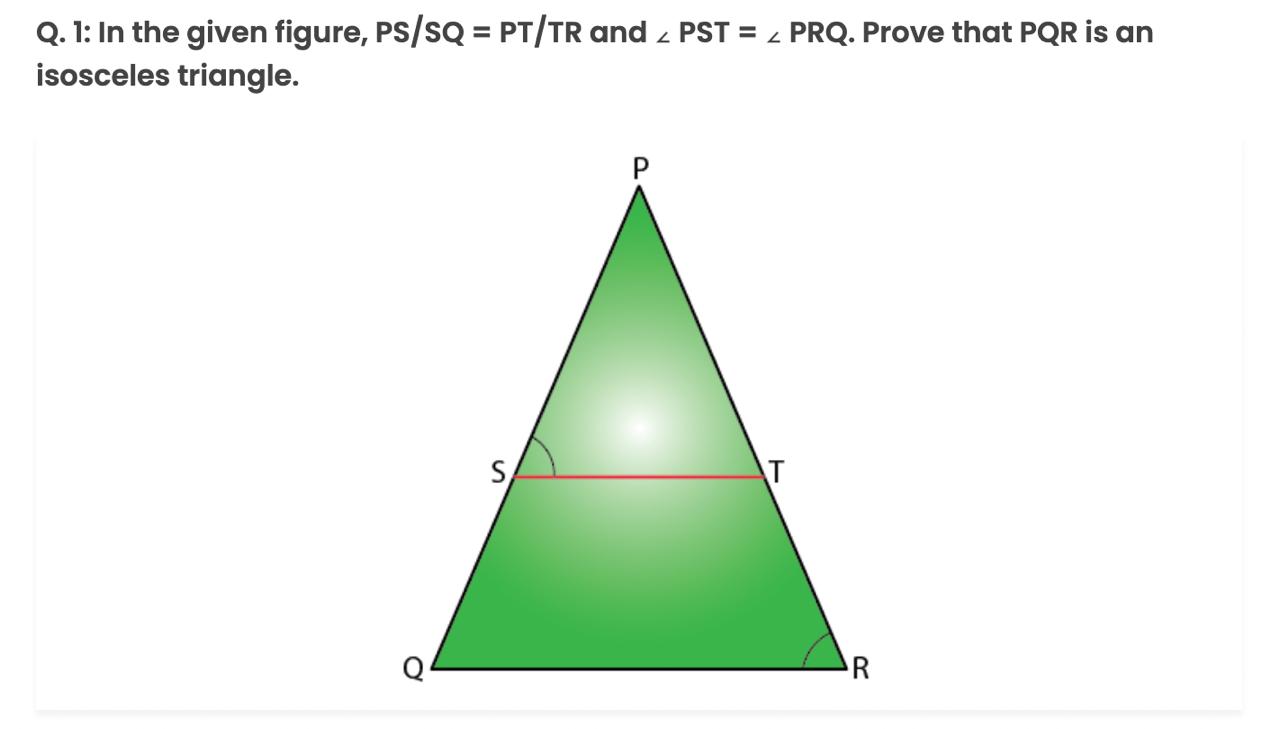 Q. 1: In the given figure, PS/SQ = PT/TR and ∠ PST = ∠ PRQ. Prove that PQR is an
isosceles triangle.
P
S
T
Q
R